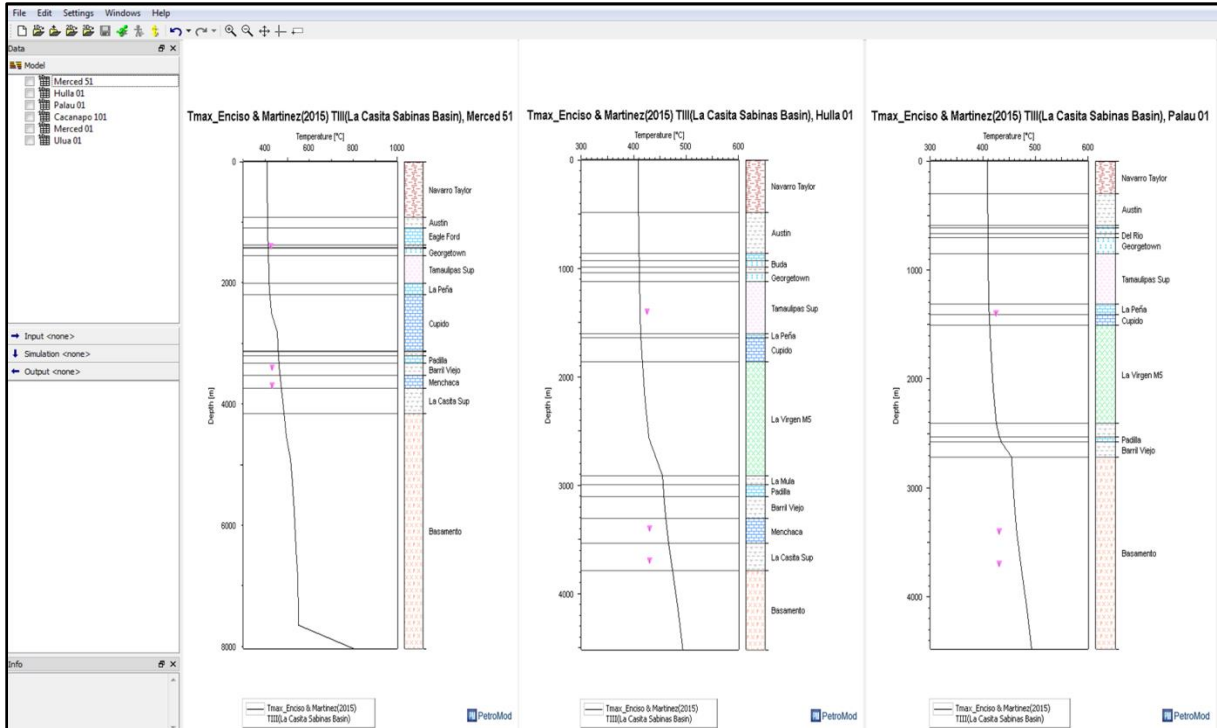 File Edit Settings Windows Help
Data
Model
Merced 51
Hulla 01
Palau 01
Cacanapo 101
Merced 01
Ulua 01
Input <none>
Simulation <none>
Output <none>
Info
Tmax_Enciso & Martinez(2015) TIII(La Casita Sabinas Basin), Merced 51
Temperature [°C]
400 600 800 1000
0
2000
4000
6000
8000
Depth [m]
Navarro Taylor
Austin
Eagle Ford
Georgetown
Tamaulipas Sup
La Peña
Cupido
Padilla
Barril Viejo
Menchaca
La Casita Sup
Basamento
Tmax_Enciso & Martinez(2015)
TIII(La Casita Sabinas Basin)
PetroMod
Tmax_Enciso & Martinez(2015) TIII(La Casita Sabinas Basin), Hulla 01
Temperature [°C]
300 400 500 600
0
1000
2000
3000
4000
Depth [m]
Navarro Taylor
Austin
Buda
Georgetown
Tamaulipas Sup
La Peña
Cupido
La Virgen M5
La Mula
Padilla
Barril Viejo
Menchaca
La Casita Sup
Basamento
Tmax_Enciso & Martinez(2015)
TIII(La Casita Sabinas Basin)
PetroMod
Tmax_Enciso & Martinez(2015) TIII(La Casita Sabinas Basin), Palau 01
Temperature [°C]
300 400 500 600
0
1000
2000
3000
4000
Depth [m]
Navarro Taylor
Austin
Del Rio
Georgetown
Tamaulipas Sup
La Peña
Cupido
La Virgen M5
Padilla
Barril Viejo
Basamento
Tmax_Enciso & Martinez(2015)
TIII(La Casita Sabinas Basin)
PetroMod